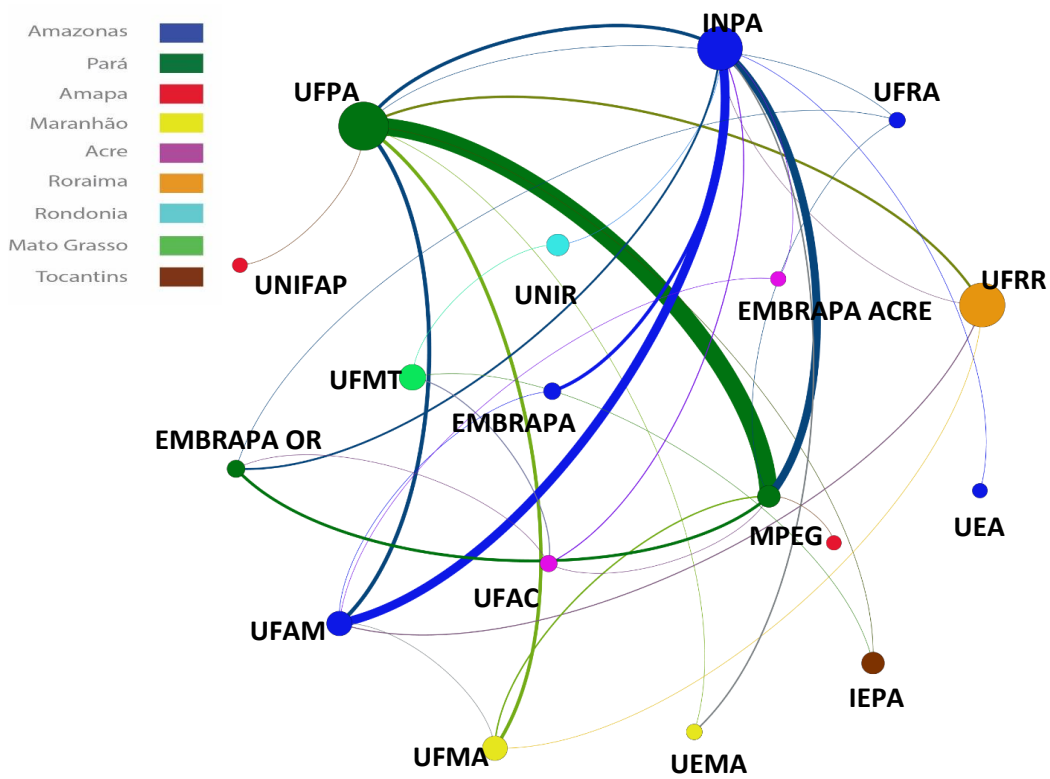 Amazonas
Pará
Amapa
Maranhão
Acre
Roraima
Rondonia
Mato Grosso
Tocantins
INPA
UFPA
UFRA
UNIFAP
UNIR
EMBRAPA ACRE
UFRR
UFMT
EMBRAPA
EMBRAPA OR
MPEG
UEA
UFAC
UFAM
IEPA
UFMA
UEMA